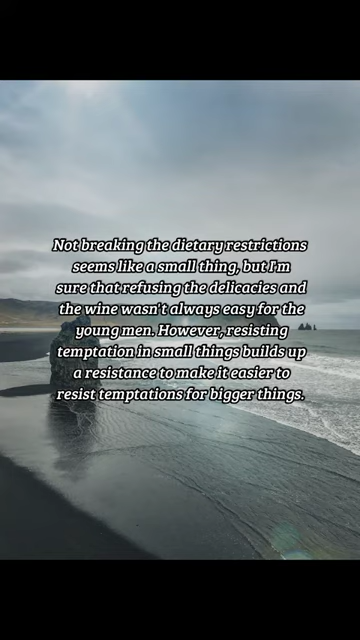 Not breaking the dietary restrictions
seems like a small thing, but I'm
sure that refusing the delicacies and
the wine wasn't always easy for the
young men. However, resisting
temptation in small things builds up
a resistance to make it easier to
resist temptations for bigger things.